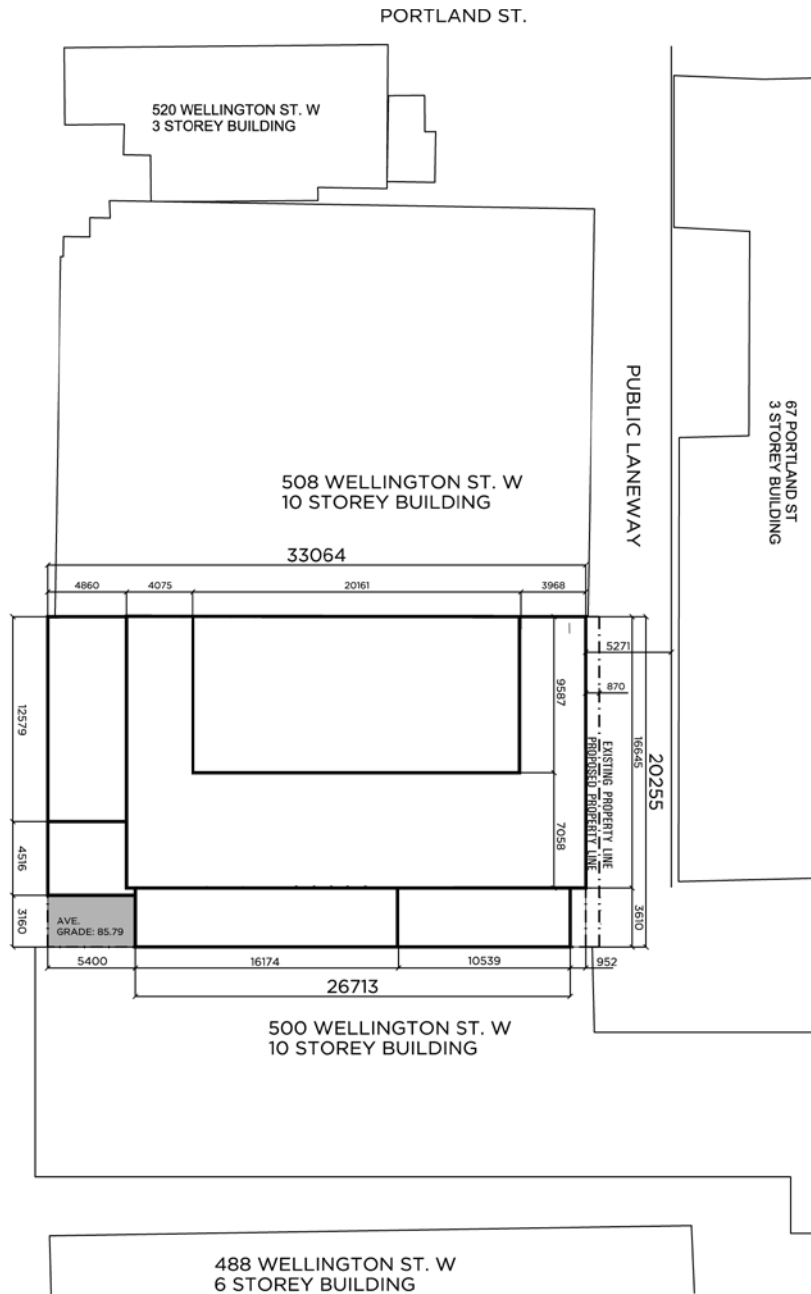 PORTLAND ST.
520 WELLINGTON ST. W
3 STOREY BUILDING
PUBLIC LANEWAY
67 PORTLAND ST
3 STOREY BUILDING
508 WELLINGTON ST. W
10 STOREY BUILDING
33064
4860
4075
20161
3968
5271
870
12579
9587
16645
20255
EXISTING PROPERTY LINE
PROPOSED PROPERTY LINE
7058
4516
3160
AVE.
GRADE: 85.79
3610
5400
16174
10539
952
26713
500 WELLINGTON ST. W
10 STOREY BUILDING
488 WELLINGTON ST. W
6 STOREY BUILDING